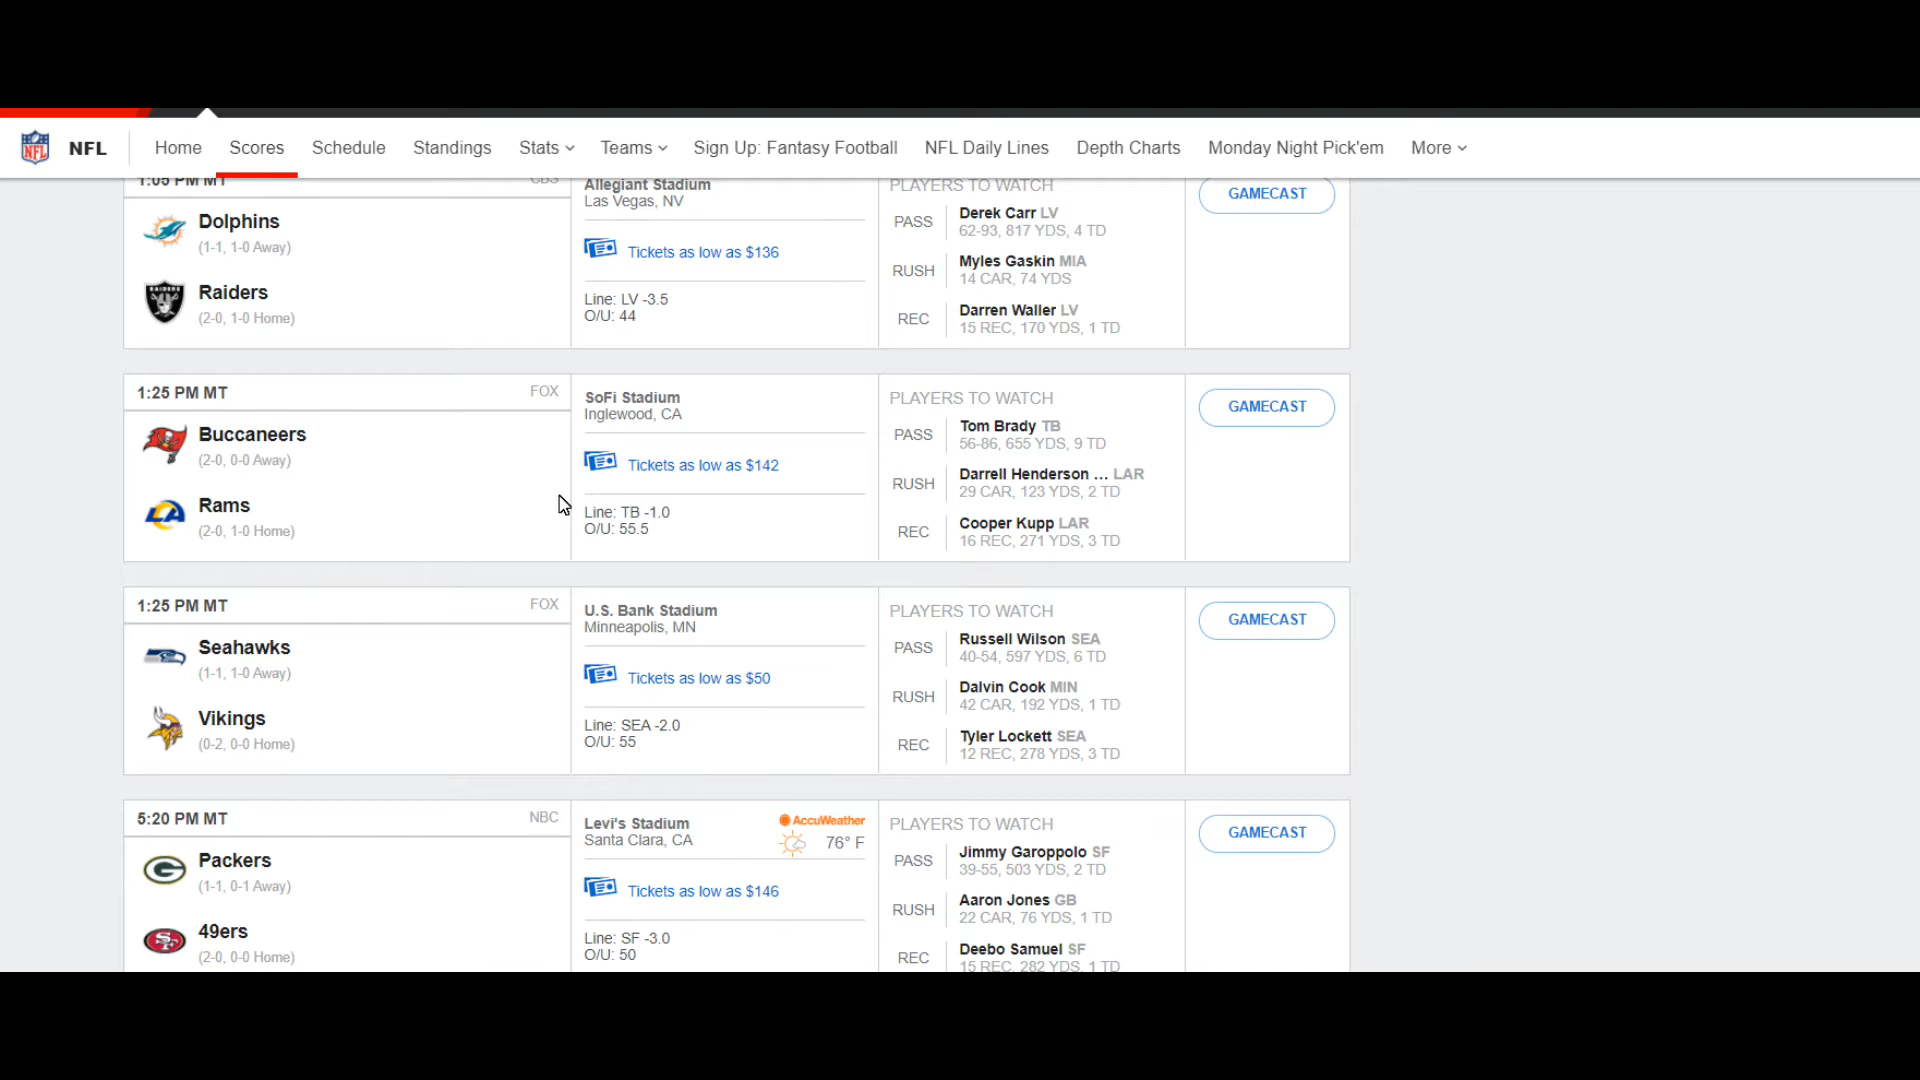 NFL
NFL Home Scores Schedule Standings Stats Teams Sign Up: Fantasy Football NFL Daily Lines Depth Charts Monday Night Pick'em More
1:05 PM MT CBS
Dolphins
(1-1, 1-0 Away)
Raiders
(2-0, 1-0 Home)
Allegiant Stadium
Las Vegas, NV
Tickets as low as $136
Line: LV -3.5
O/U: 44
PLAYERS TO WATCH
PASS
Derek Carr LV
62-93, 817 YDS, 4 TD
RUSH
Myles Gaskin MIA
14 CAR, 74 YDS
REC
Darren Waller LV
15 REC, 170 YDS, 1 TD
GAMECAST
1:25 PM MT FOX
Buccaneers
(2-0, 0-0 Away)
LA
Rams
(2-0, 1-0 Home)
SoFi Stadium
Inglewood, CA
Tickets as low as $142
Line: TB -1.0
O/U: 55.5
PLAYERS TO WATCH
PASS
Tom Brady TB
56-86, 655 YDS, 9 TD
RUSH
Darrell Henderson ... LAR
29 CAR, 123 YDS, 2 TD
REC
Cooper Kupp LAR
16 REC, 271 YDS, 3 TD
GAMECAST
1:25 PM MT FOX
Seahawks
(1-1, 1-0 Away)
Vikings
(0-2, 0-0 Home)
U.S. Bank Stadium
Minneapolis, MN
Tickets as low as $50
Line: SEA -2.0
O/U: 55
PLAYERS TO WATCH
PASS
Russell Wilson SEA
40-54, 597 YDS, 6 TD
RUSH
Dalvin Cook MIN
42 CAR, 192 YDS, 1 TD
REC
Tyler Lockett SEA
12 REC, 278 YDS, 3 TD
GAMECAST
5:20 PM MT NBC
G
Packers
(1-1, 0-1 Away)
SF
49ers
(2-0, 0-0 Home)
Levi's Stadium
Santa Clara, CA
AccuWeather
76° F
Tickets as low as $146
Line: SF -3.0
O/U: 50
PLAYERS TO WATCH
PASS
Jimmy Garoppolo SF
39-55, 503 YDS, 2 TD
RUSH
Aaron Jones GB
22 CAR, 76 YDS, 1 TD
REC
Deebo Samuel SF
15 REC, 282 YDS, 1 TD
GAMECAST